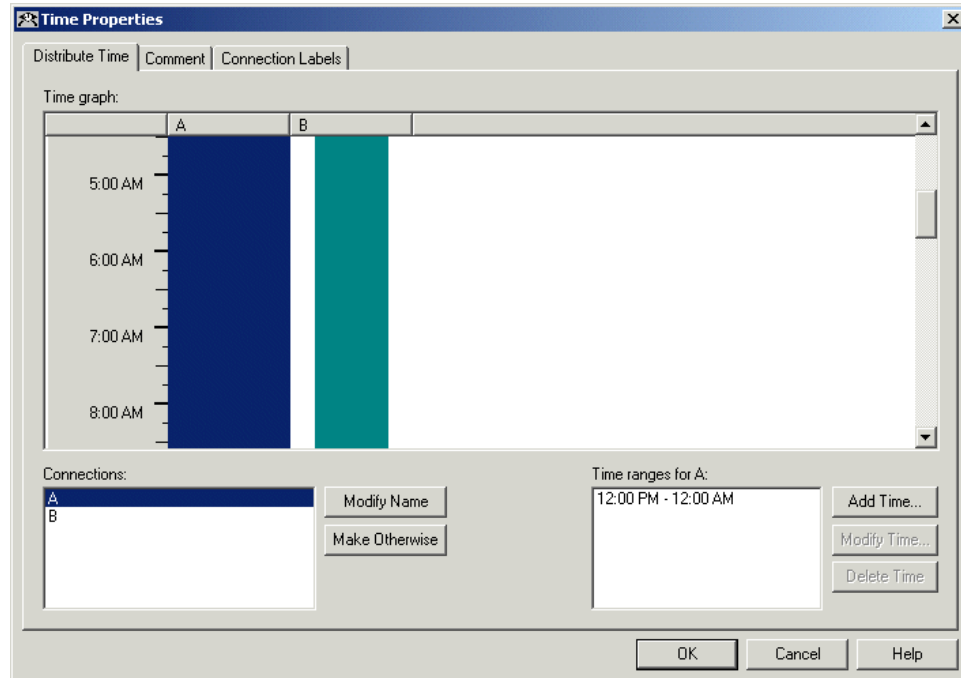 Time Properties
Distribute Time
Comment
Connection Labels
Time graph:
A
B
5:00 AM
6:00 AM
7:00 AM
8:00 AM
Connections:
A
B
Modify Name
Make Otherwise
Time ranges for A:
12:00 PM - 12:00 AM
Add Time...
Modify Time...
Delete Time
OK
Cancel
Help